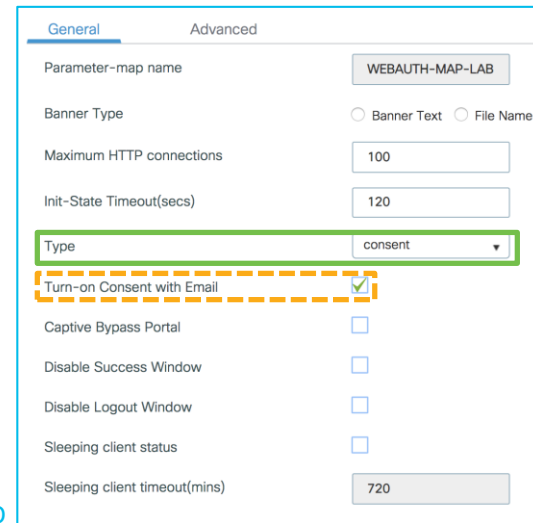 General Advanced
Parameter-map name WEBAUTH-MAP-LAB
Banner Type Banner Text File Name
Maximum HTTP connections 100
Init-State Timeout(secs) 120
Type consent
Turn-on Consent with Email
Captive Bypass Portal
Disable Success Window
Disable Logout Window
Sleeping client status
Sleeping client timeout(mins) 720